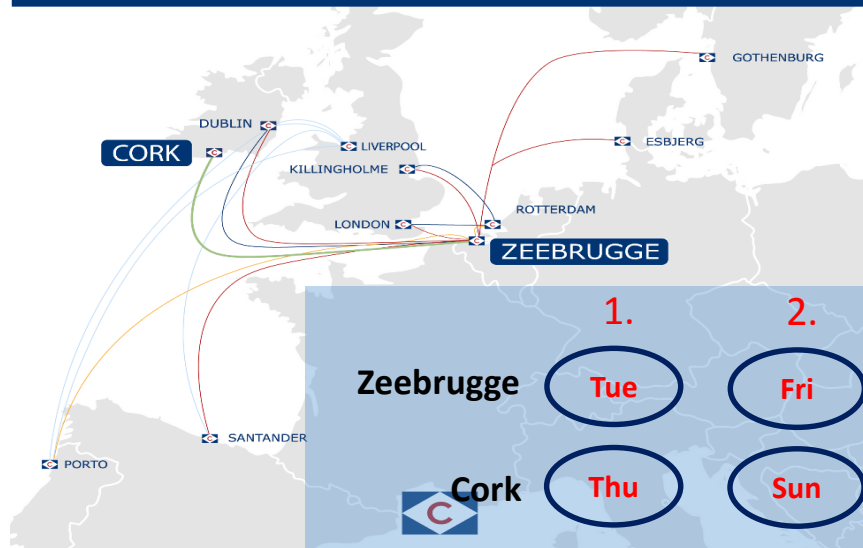 GOTHENBURG
DUBLIN
ESBJERG
LIVERPOOL
CORK
KILLINGHOLME
ROTTERDAM
LONDON
ZEEBRUGGE
1. 2.
Zeebrugge Tue Fri
SANTANDER
PORTO
Cork Thu Sun
C